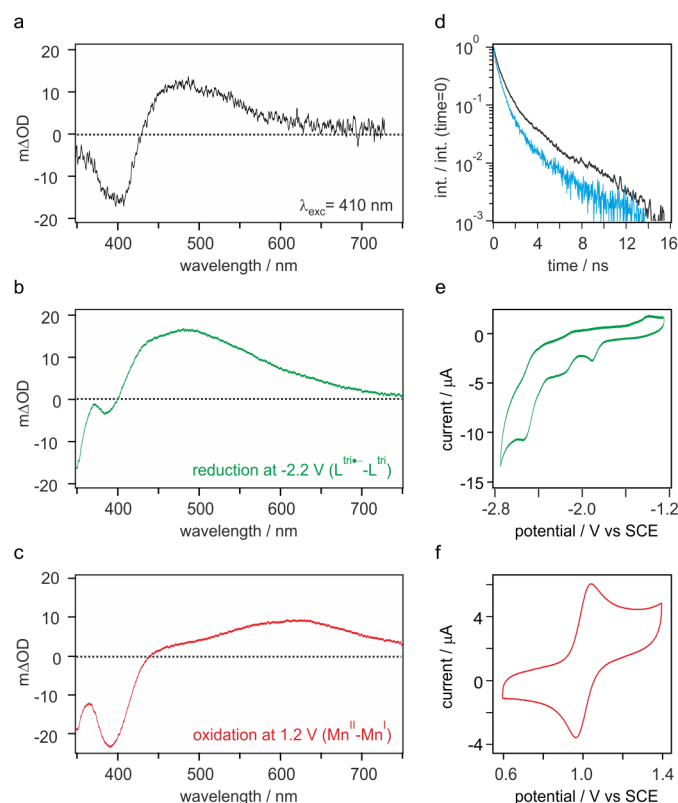 a
20
10
0
-10
-20
mΔOD
λexc= 410 nm
400 500 600 700
wavelength / nm
b
20
10
0
-10
-20
mΔOD
reduction at -2.2 V (Ltri•−-Ltri)
400 500 600 700
wavelength / nm
c
20
10
0
-10
-20
mΔOD
oxidation at 1.2 V (MnII-MnI)
400 500 600 700
wavelength / nm
d
10^0
10^-1
10^-2
10^-3
int. / int. (time=0)
0 4 8 12 16
time / ns
e
0
-5
-10
-15
current / μA
-2.8 -2.0 -1.2
potential / V vs SCE
f
4
0
-4
current / μA
0.6 1.0 1.4
potential / V vs SCE